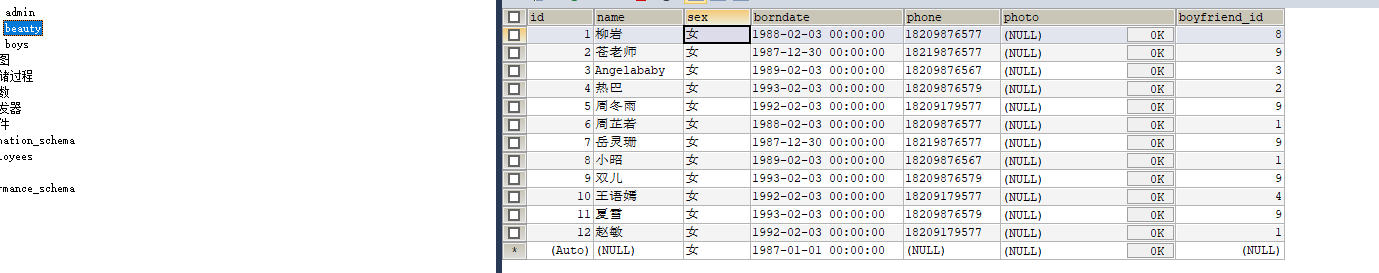 admin
beauty
boys
图
储过程
数
发器
件
mation_schema
loyees
rmance_schema
id name sex borndate phone photo boyfriend_id
1 柳岩 女 1988-02-03 00:00:00 18209876577 (NULL) 0K 8
2 苍老师 女 1987-12-30 00:00:00 18219876577 (NULL) 0K 9
3 Angelababy 女 1989-02-03 00:00:00 18209876567 (NULL) 0K 3
4 热巴 女 1993-02-03 00:00:00 18209876579 (NULL) 0K 2
5 周冬雨 女 1992-02-03 00:00:00 18209179577 (NULL) 0K 9
6 周芷若 女 1988-02-03 00:00:00 18209876577 (NULL) 0K 1
7 岳灵珊 女 1987-12-30 00:00:00 18219876577 (NULL) 0K 9
8 小昭 女 1989-02-03 00:00:00 18209876567 (NULL) 0K 1
9 双儿 女 1993-02-03 00:00:00 18209876579 (NULL) 0K 9
10 王语嫣 女 1992-02-03 00:00:00 18209179577 (NULL) 0K 4
11 夏雪 女 1993-02-03 00:00:00 18209876579 (NULL) 0K 9
12 赵敏 女 1992-02-03 00:00:00 18209179577 (NULL) 0K 1
* (Auto) (NULL) 女 1987-01-01 00:00:00 (NULL) (NULL) 0K (NULL)